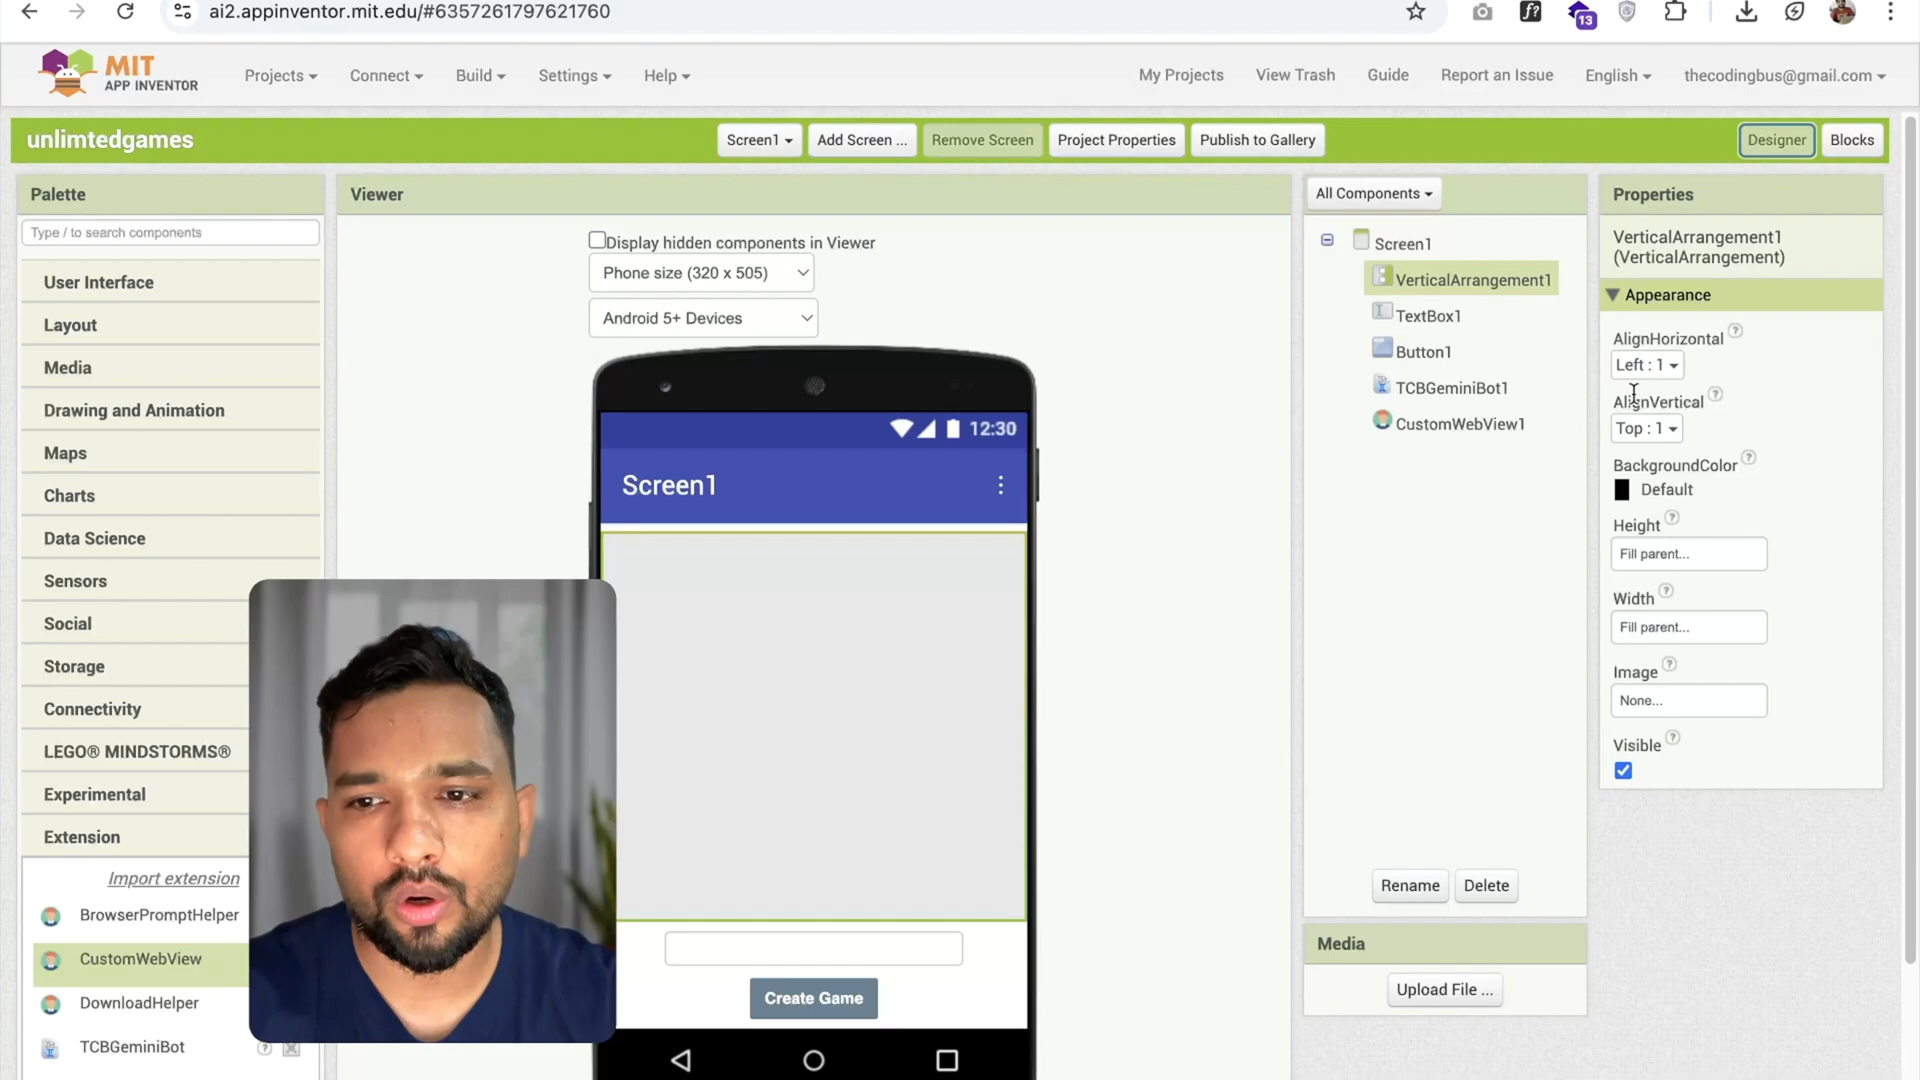 ai2.appinventor.mit.edu/#6357261797621760
13
MIT
APP INVENTOR
Projects
Connect
Build
Settings
Help
My Projects
View Trash
Guide
Report an Issue
English
thecodingbus@gmail.com
unlimtedgames
Screen1
Add Screen ...
Remove Screen
Project Properties
Publish to Gallery
Designer
Blocks
Palette
Type / to search components
User Interface
Layout
Media
Drawing and Animation
Maps
Charts
Data Science
Sensors
Social
Storage
Connectivity
LEGO® MINDSTORMS®
Experimental
Extension
Import extension
BrowserPromptHelper
CustomWebView
DownloadHelper
TCBGeminiBot
Viewer
Display hidden components in Viewer
Phone size (320 x 505)
Android 5+ Devices
12:30
Screen1
Create Game
All Components
Screen1
VerticalArrangement1
TextBox1
Button1
TCBGeminiBot1
CustomWebView1
Rename
Delete
Media
Upload File ...
Properties
VerticalArrangement1
(VerticalArrangement)
Appearance
AlignHorizontal
Left : 1
AlignVertical
Top : 1
BackgroundColor
Default
Height
Fill parent...
Width
Fill parent...
Image
None...
Visible